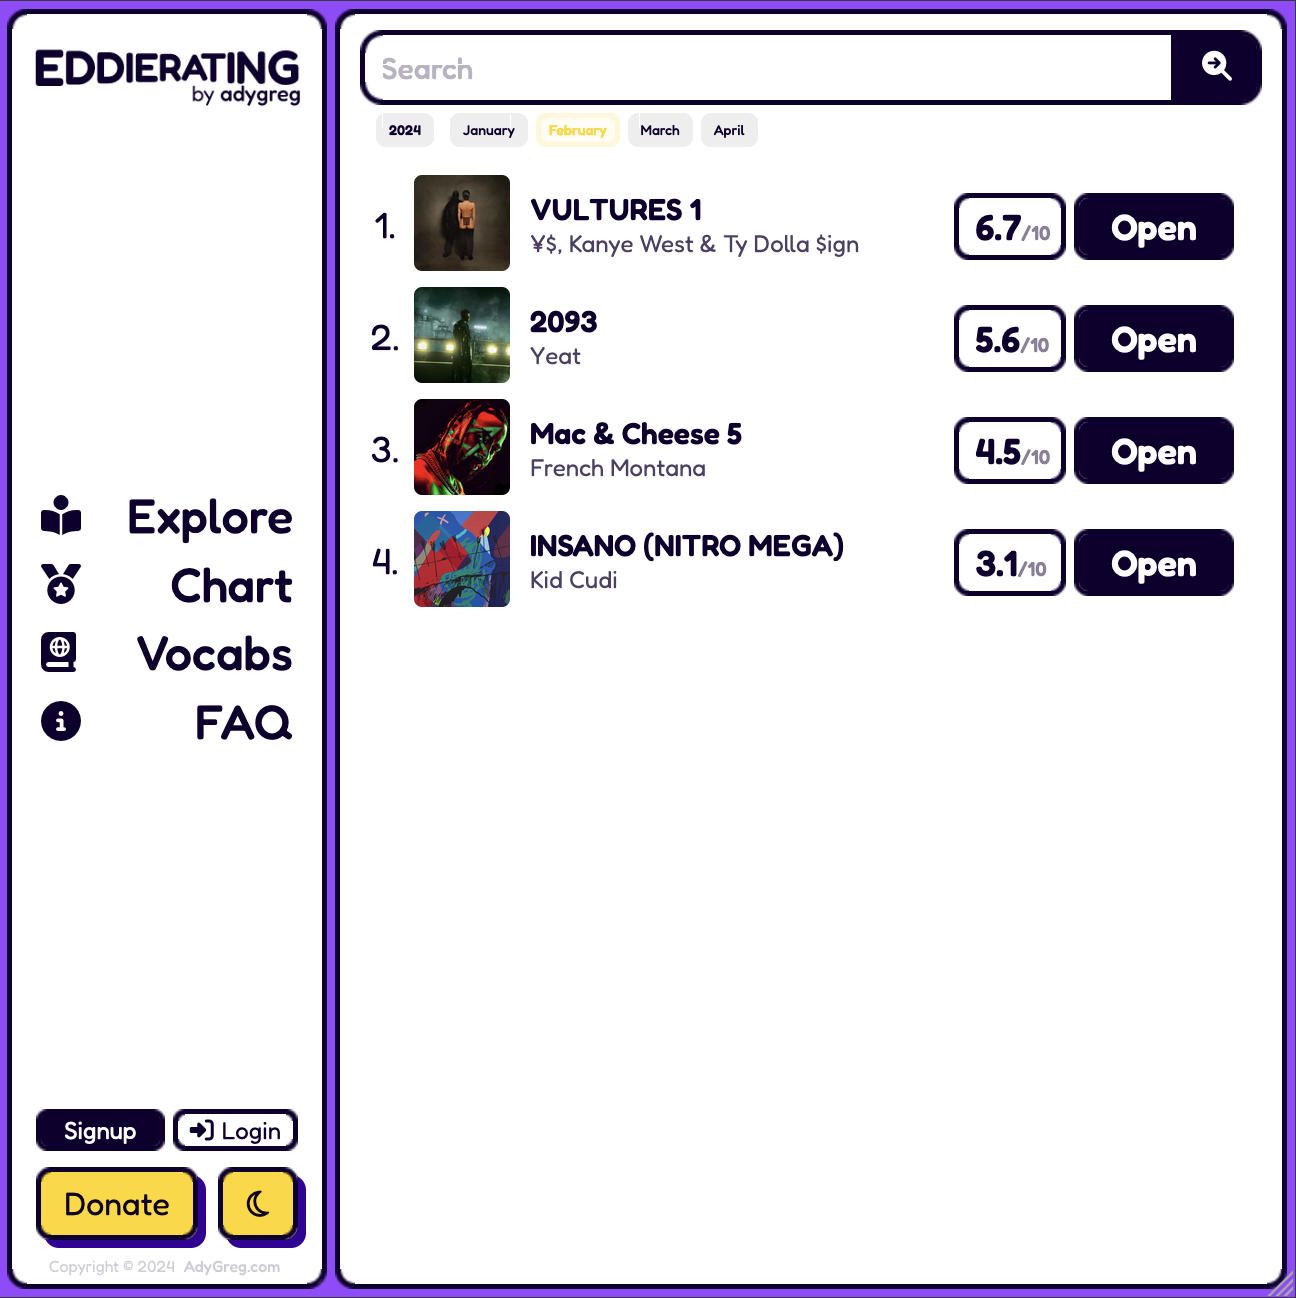 EDDIERATING
by adygreg
Explore
Chart
Vocabs
FAQ
Signup
Login
Donate
Copyright © 2024 AdyGreg.com
Search
2024 January February March April
1.
VULTURES 1
¥$, Kanye West & Ty Dolla $ign
6.7/10
Open
2.
2093
Yeat
5.6/10
Open
3.
Mac & Cheese 5
French Montana
4.5/10
Open
4.
INSANO (NITRO MEGA)
Kid Cudi
3.1/10
Open